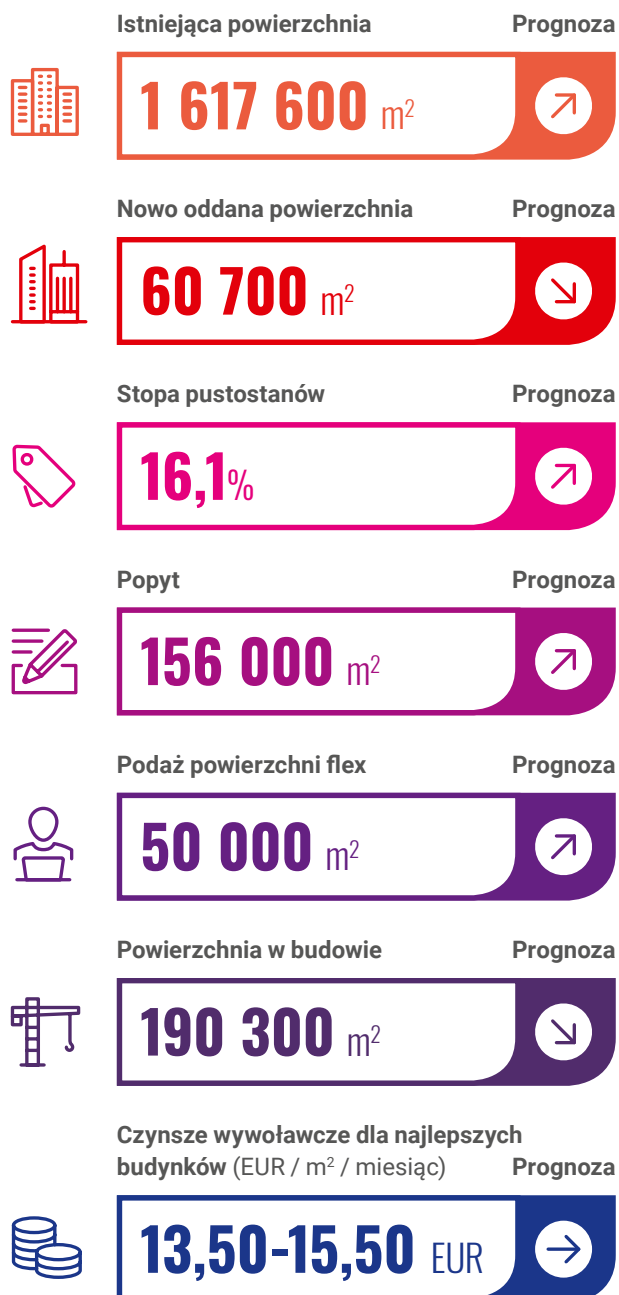 Istniejąca powierzchnia Prognoza
1 617 600 m²
Nowo oddana powierzchnia Prognoza
60 700 m²
Stopa pustostanów Prognoza
16,1%
Popyt Prognoza
156 000 m²
Podaż powierzchni flex Prognoza
50 000 m²
Powierzchnia w budowie Prognoza
190 300 m²
Czynsze wywoławcze dla najlepszych
budynków (EUR / m² / miesiąc) Prognoza
13,50-15,50 EUR